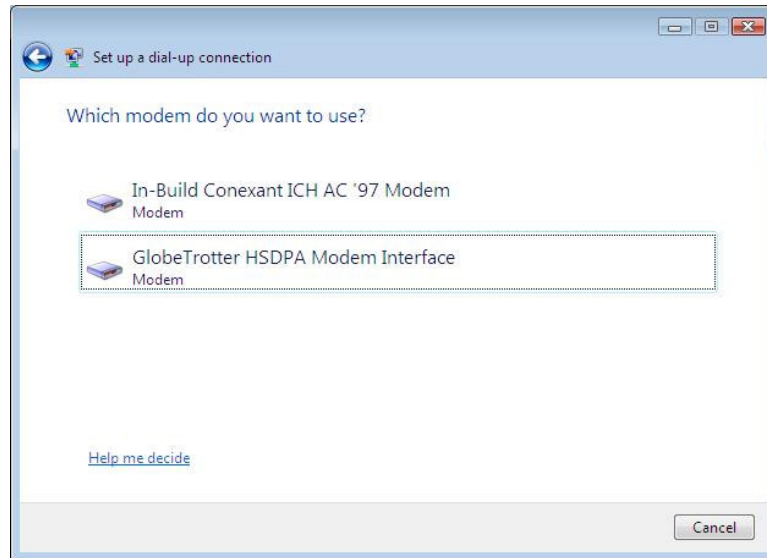 Set up a dial-up connection
Which modem do you want to use?
In-Build Conexant ICH AC '97 Modem
Modem
GlobeTrotter HSDPA Modem Interface
Modem
Help me decide
Cancel